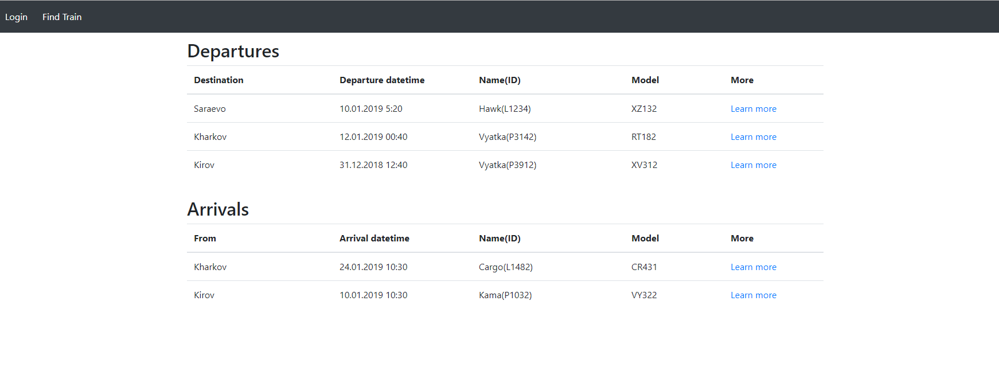 Login Find Train
Departures
Destination Departure datetime Name(ID) Model More
Saraevo 10.01.2019 5:20 Hawk(L1234) XZ132 Learn more
Kharkov 12.01.2019 00:40 Vyatka(P3142) RT182 Learn more
Kirov 31.12.2018 12:40 Vyatka(P3912) XV312 Learn more
Arrivals
From Arrival datetime Name(ID) Model More
Kharkov 24.01.2019 10:30 Cargo(L1482) CR431 Learn more
Kirov 10.01.2019 10:30 Kama(P1032) VY322 Learn more